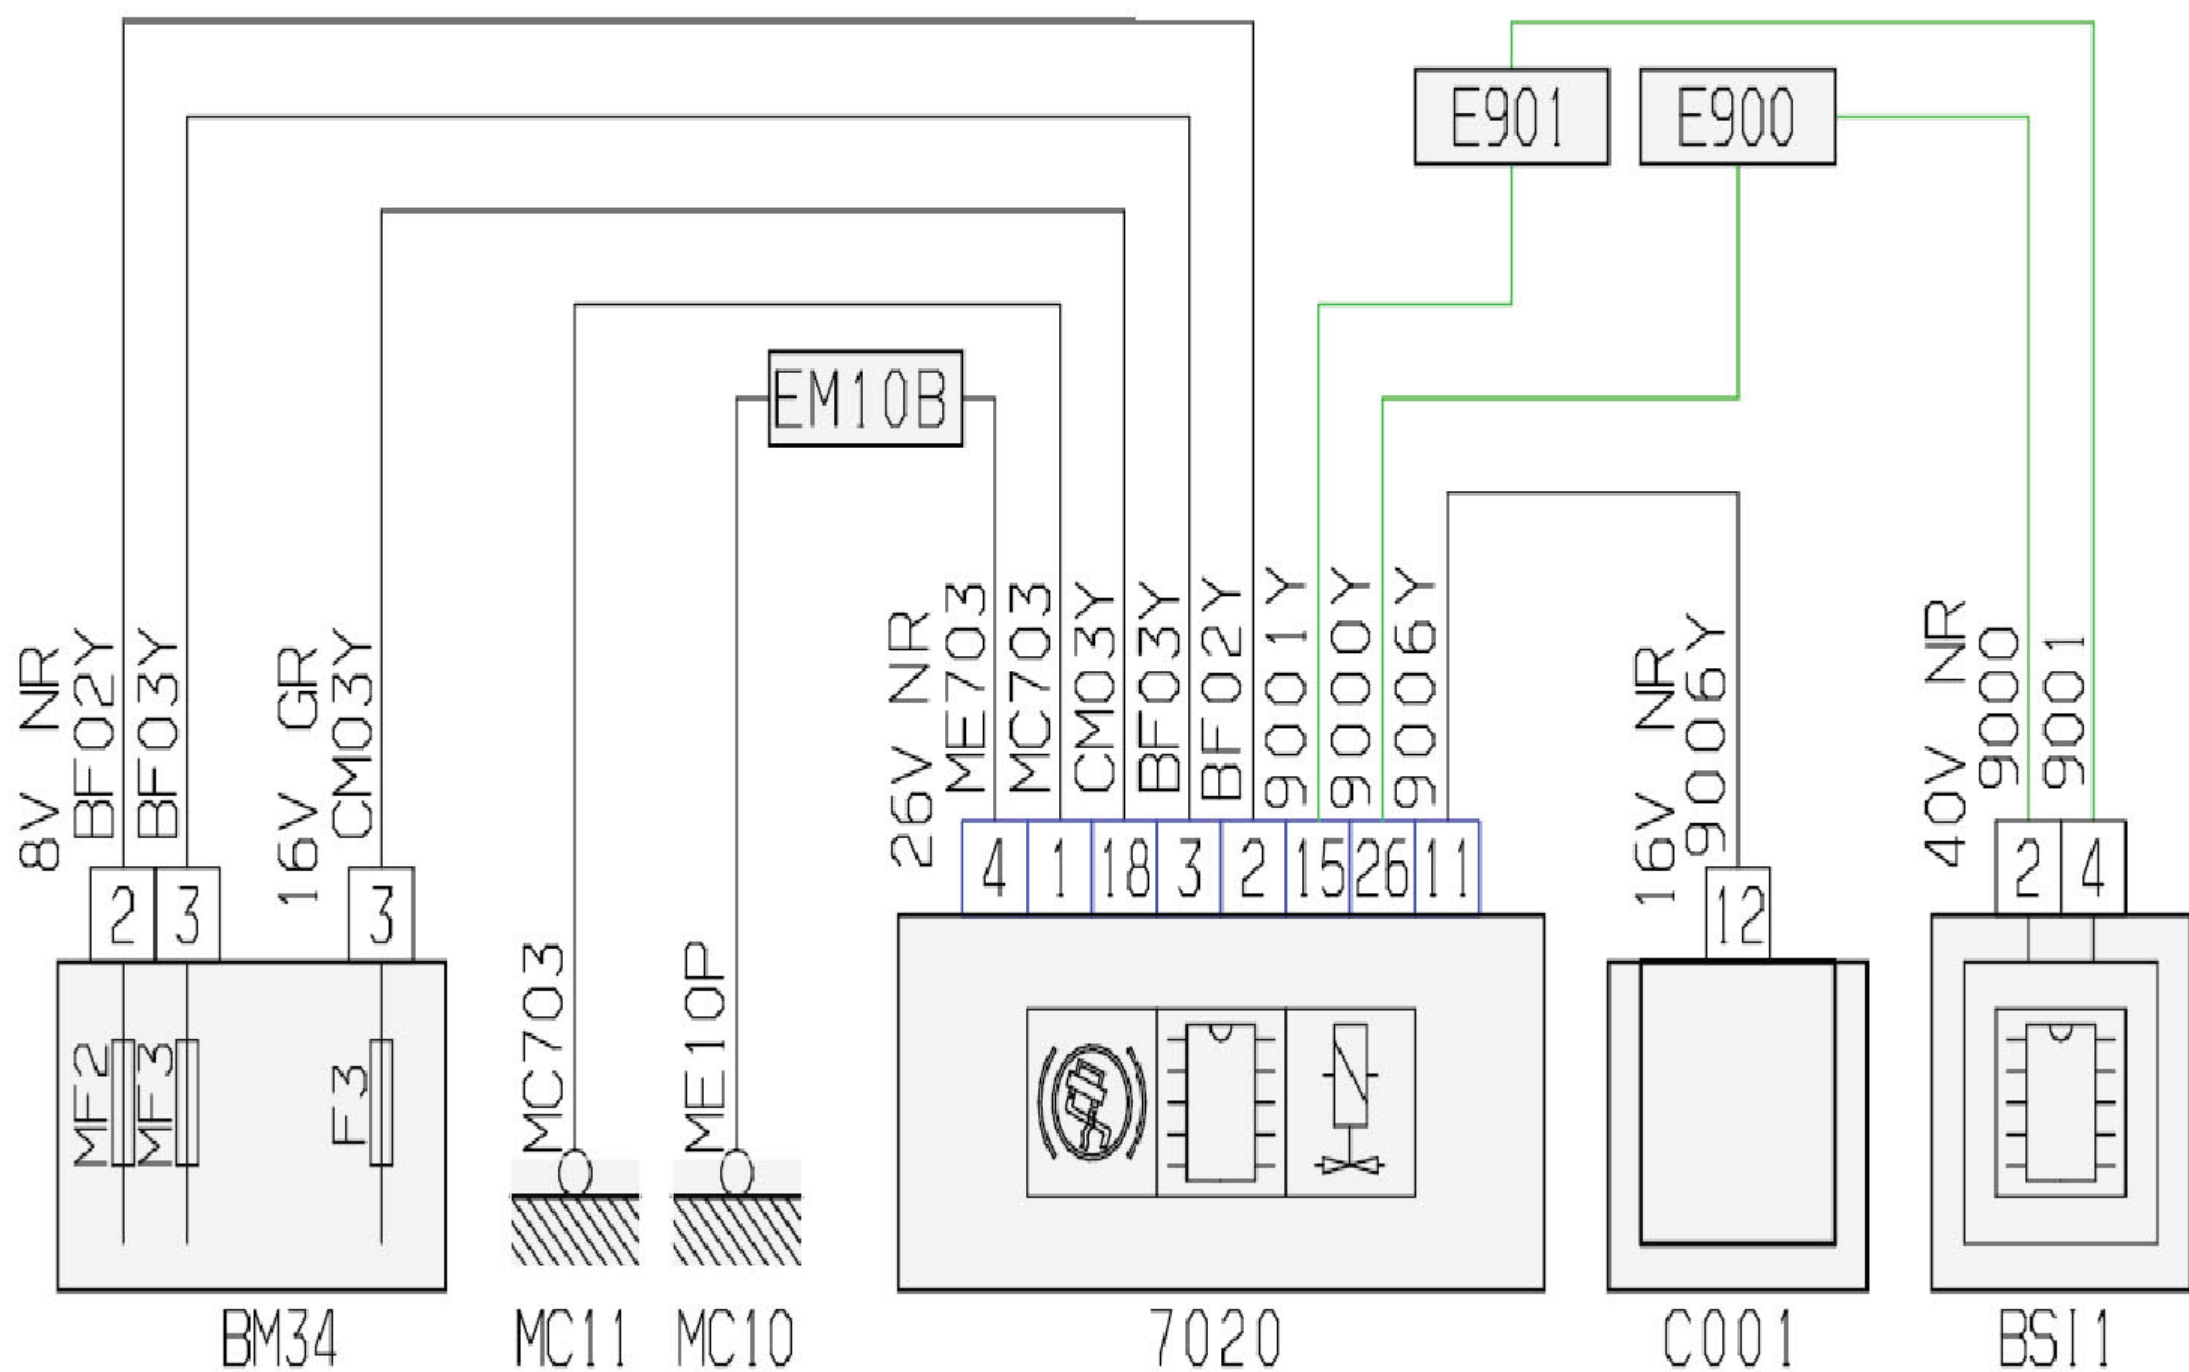 E901
E900
EM10B
8V NR
BF02Y
BF03Y
16V GR
CM03Y
26V NR
ME703
MC703
CM03Y
BF03Y
BF02Y
9001Y
9000Y
9006Y
16V NR
9006Y
40V NR
9000
9001
2
3
3
4
1
18
3
2
15
26
11
12
2
4
MF2
MF3
F3
MC703
ME10P
BM34
MC11
MC10
7020
C001
BSI1